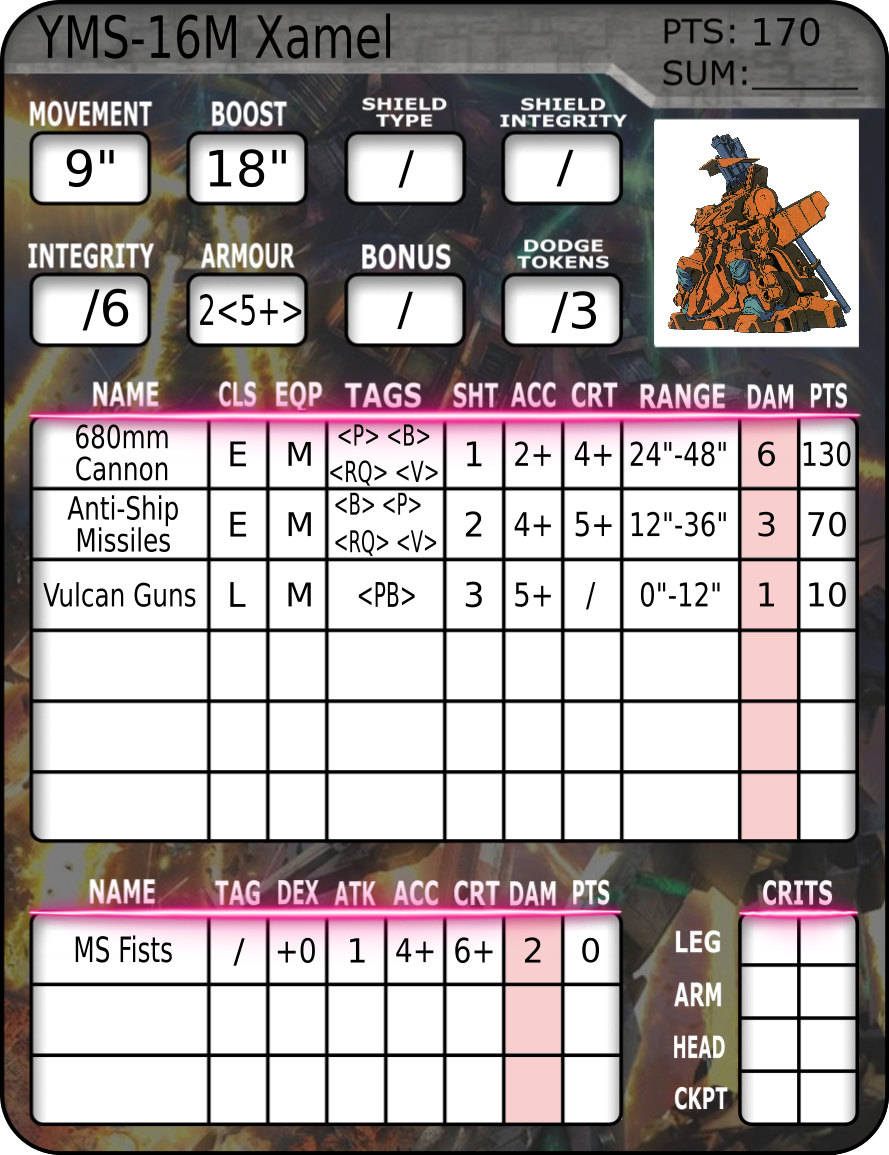 YMS-16M Xamel
PTS: 170
SUM:______
MOVEMENT BOOST SHIELD TYPE SHIELD INTEGRITY
9" 18" / /
INTEGRITY ARMOUR BONUS DODGE TOKENS
/6 2<5+> / /3
NAME CLS EQP TAGS SHT ACC CRT RANGE DAM PTS
680mm Cannon E M <P> <B> <RQ> <V> 1 2+ 4+ 24"-48" 6 130
Anti-Ship Missiles E M <B> <P> <RQ> <V> 2 4+ 5+ 12"-36" 3 70
Vulcan Guns L M <PB> 3 5+ / 0"-12" 1 10
NAME TAG DEX ATK ACC CRT DAM PTS
MS Fists / +0 1 4+ 6+ 2 0
CRITS
LEG
ARM
HEAD
CKPT